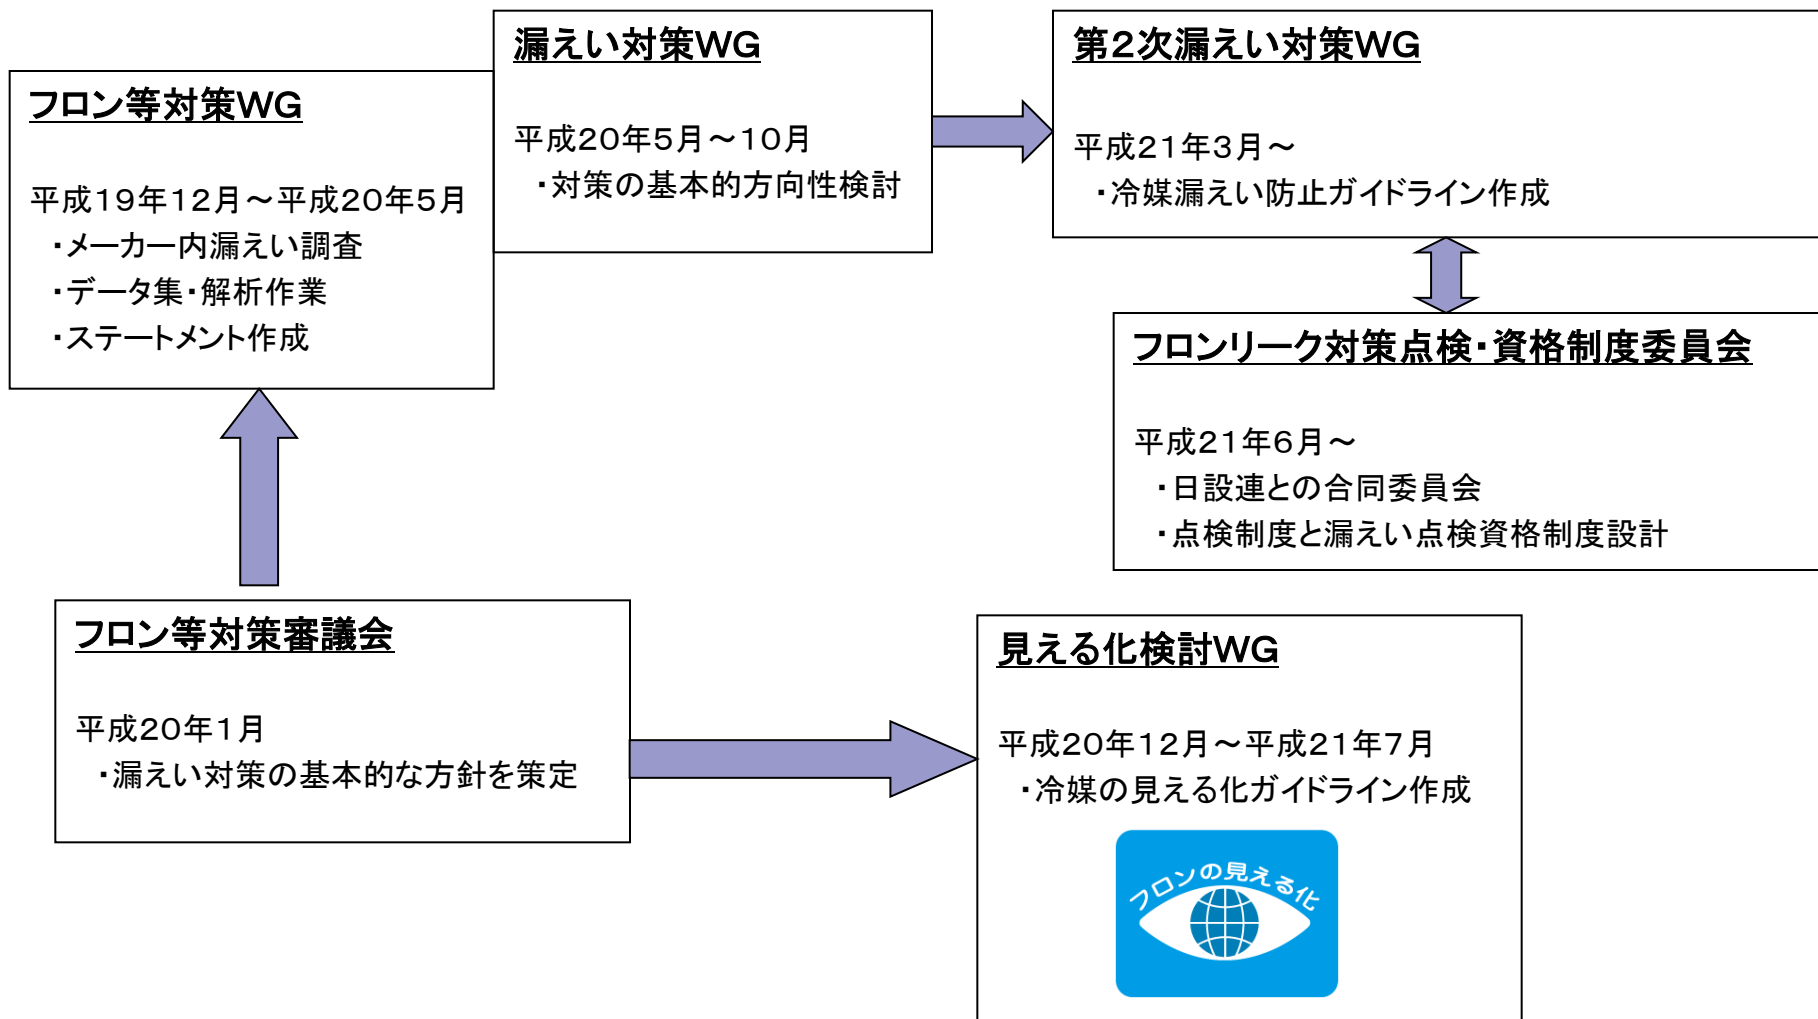 フロン等対策WG
平成19年12月～平成20年5月
・メーカー内漏えい調査
・データ集・解析作業
・ステートメント作成
漏えい対策WG
平成20年5月～10月
・対策の基本的方向性検討
第2次漏えい対策WG
平成21年3月～
・冷媒漏えい防止ガイドライン作成
フロンリーク対策点検・資格制度委員会
平成21年6月～
・日設連との合同委員会
・点検制度と漏えい点検資格制度設計
フロン等対策審議会
平成20年1月
・漏えい対策の基本的な方針を策定
見える化検討WG
平成20年12月～平成21年7月
・冷媒の見える化ガイドライン作成
フロンの見える化